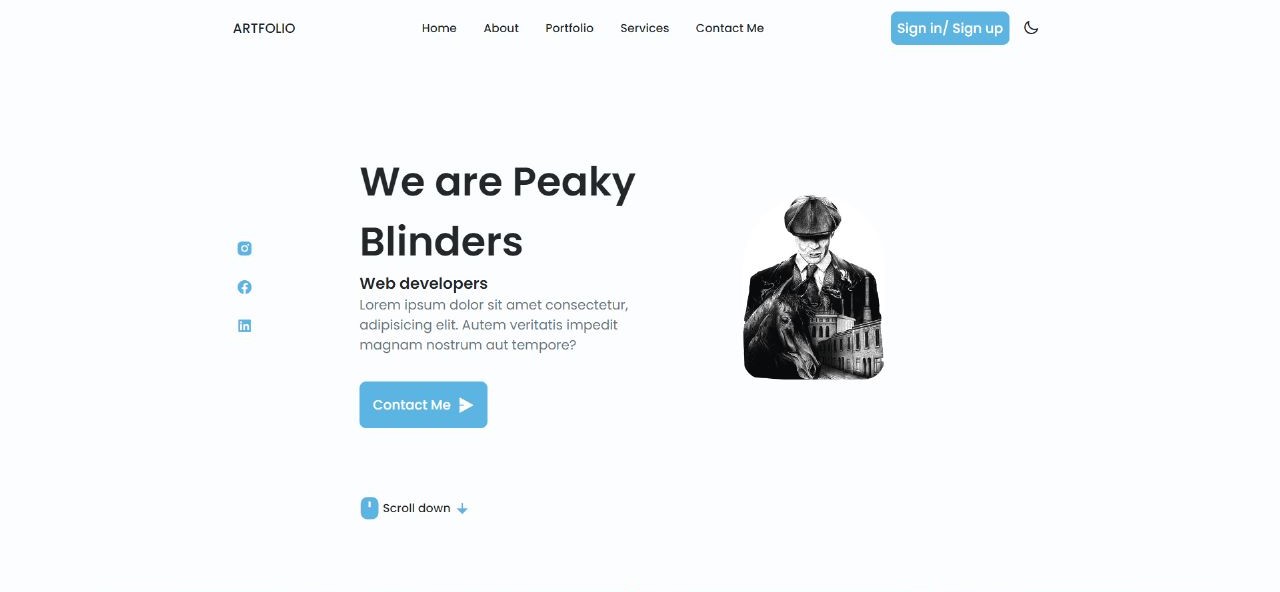 ARTFOLIO
Home About Portfolio Services Contact Me
Sign in/ Sign up
We are Peaky
Blinders
Web developers
Lorem ipsum dolor sit amet consectetur,
adipisicing elit. Autem veritatis impedit
magnam nostrum aut tempore?
Contact Me
Scroll down